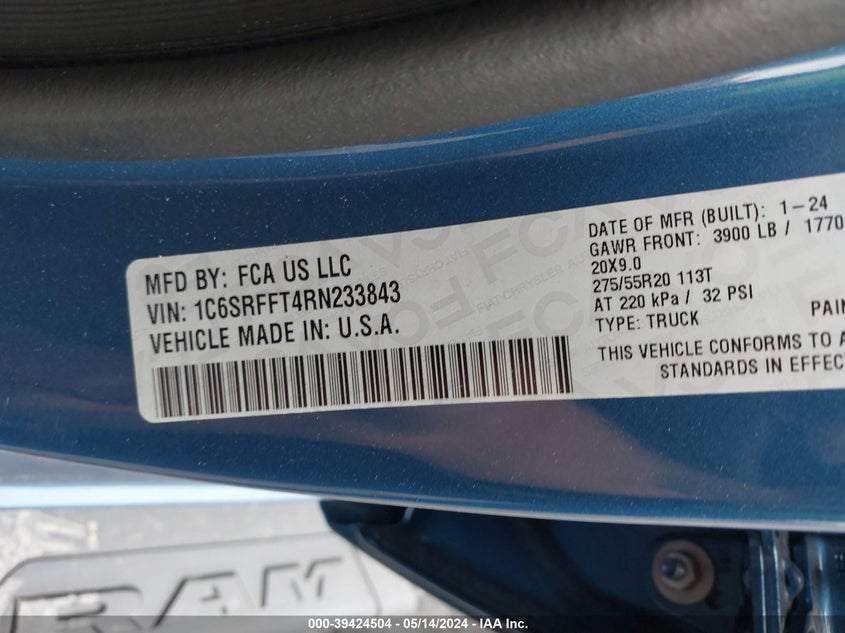 MFD BY: FCA US LLC
VIN: 1C6SRFFT4RN233843
VEHICLE MADE IN: U.S.A.
DATE OF MFR (BUILT): 1-24
GAWR FRONT: 3900 LB / 1770
20X9.0
275/55R20 113T
AT 220 kPa / 32 PSI
TYPE: TRUCK
PAIN
THIS VEHICLE CONFORMS TO A
STANDARDS IN EFFEC
RAM
000-39424504 - 05/14/2024 - IAA Inc.